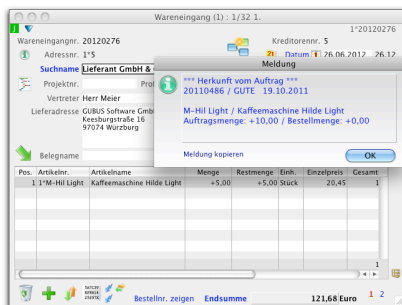 Wareneingang (1) : 1/32 1.
1*20120276
Wareneingangnr. 20120276
Kreditorennr. 5
Adressnr. 1*5
Datum 26.06.2012 26.12
Suchname Lieferant GmbH &
Projektnr.
Vertreter Herr Meier
Lieferadresse GUBUS Software Gmb
Keesburgstraße 16
97074 Würzburg
Belegname
Meldung
*** Herkunft vom Auftrag ***
20110486 / GUTE 19.10.2011
M-Hil Light / Kaffeemaschine Hilde Light
Auftragsmenge: +10,00 / Bestellmenge: +0,00
Meldung kopieren
OK
Pos. Artikelnr. Artikelname Menge Restmenge Einh. Einzelpreis Gesamt
1 1*M-Hil Light Kaffeemaschine Hilde Light +5,00 +5,00 Stück 20,45 1
1
Bestellnr. zeigen Endsumme 121,68 Euro 1 2